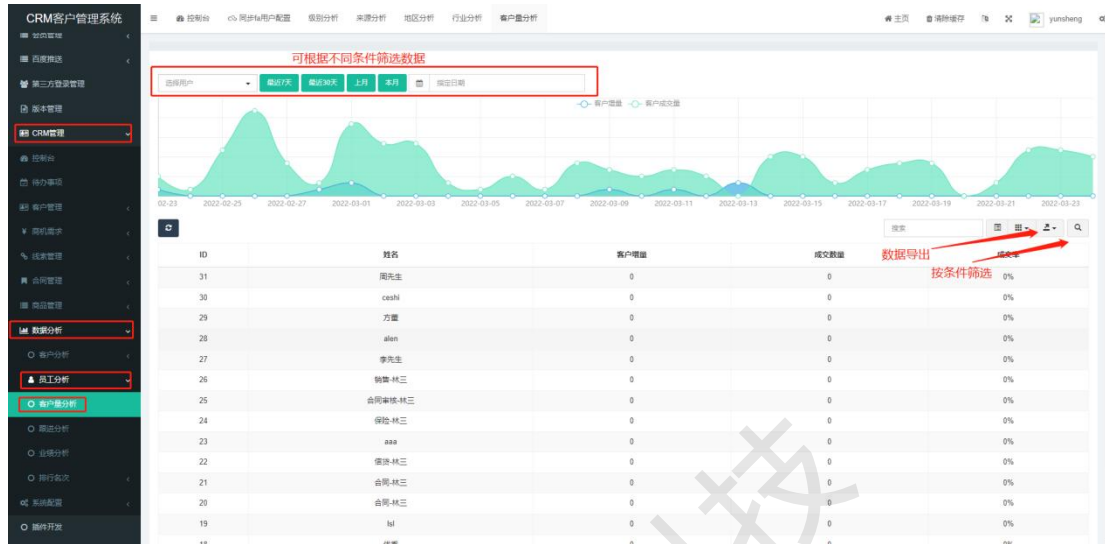 CRM客户管理系统
控制台
同步fa用户配置
级别分析
来源分析
地区分析
行业分析
客户量分析
主页
清除缓存
yunsheng
会员管理
百度推送
第三方登录管理
版本管理
CRM管理
控制台
待办事项
客户管理
¥ 商机需求
线索管理
合同管理
商品管理
数据分析
客户分析
员工分析
客户量分析
跟进分析
业绩分析
排行名次
系统配置
插件开发
可根据不同条件筛选数据
选择用户
最近7天
最近30天
上月
本月
指定日期
客户增量
客户成交量
02-23 2022-02-25 2022-02-27 2022-03-01 2022-03-03 2022-03-05 2022-03-07 2022-03-09 2022-03-11 2022-03-13 2022-03-15 2022-03-17 2022-03-19 2022-03-21 2022-03-23
搜索
数据导出
按条件筛选
ID 姓名 客户增量 成交数量 成交率
31 周先生 0 0 0%
30 ceshi 0 0 0%
29 方董 0 0 0%
28 alen 0 0 0%
27 李先生 0 0 0%
26 销售-林三 0 0 0%
25 合同审核-林三 0 0 0%
24 保险-林三 0 0 0%
23 aaa 0 0 0%
22 信贷-林三 0 0 0%
21 合同-林三 0 0 0%
20 合同-林三 0 0 0%
19 lsl 0 0 0%
技